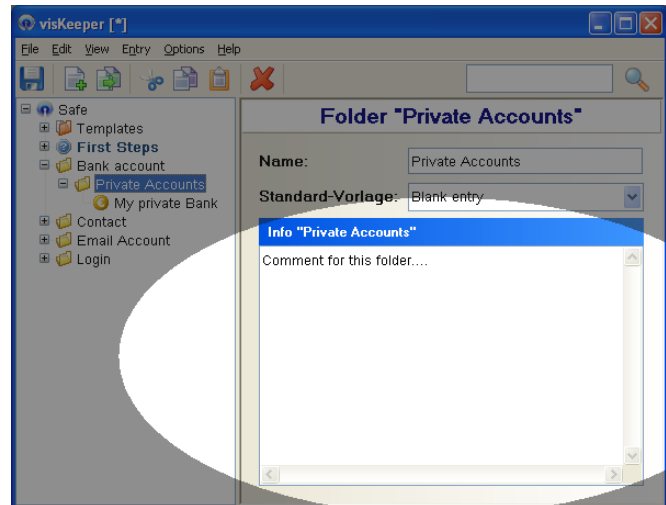 visKeeper [*]
File Edit View Entry Options Help
Safe
Templates
First Steps
Bank account
Private Accounts
My private Bank
Contact
Email Account
Login
Folder "Private Accounts"
Name: Private Accounts
Standard-Vorlage: Blank entry
Info "Private Accounts"
Comment for this folder....